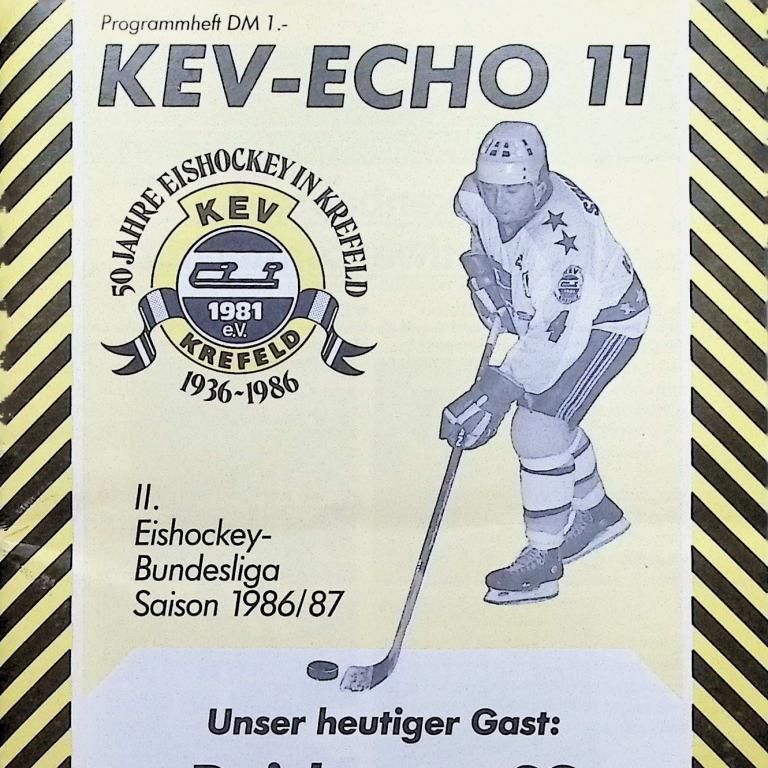 Programmheft DM 1.-
KEV-ECHO 11
50 JAHRE EISHOCKEY IN KREFELD
KEV
1981
e.V.
KREFELD
1936~1986
II.
Eishockey-
Bundesliga
Saison 1986/87
Unser heutiger Gast: